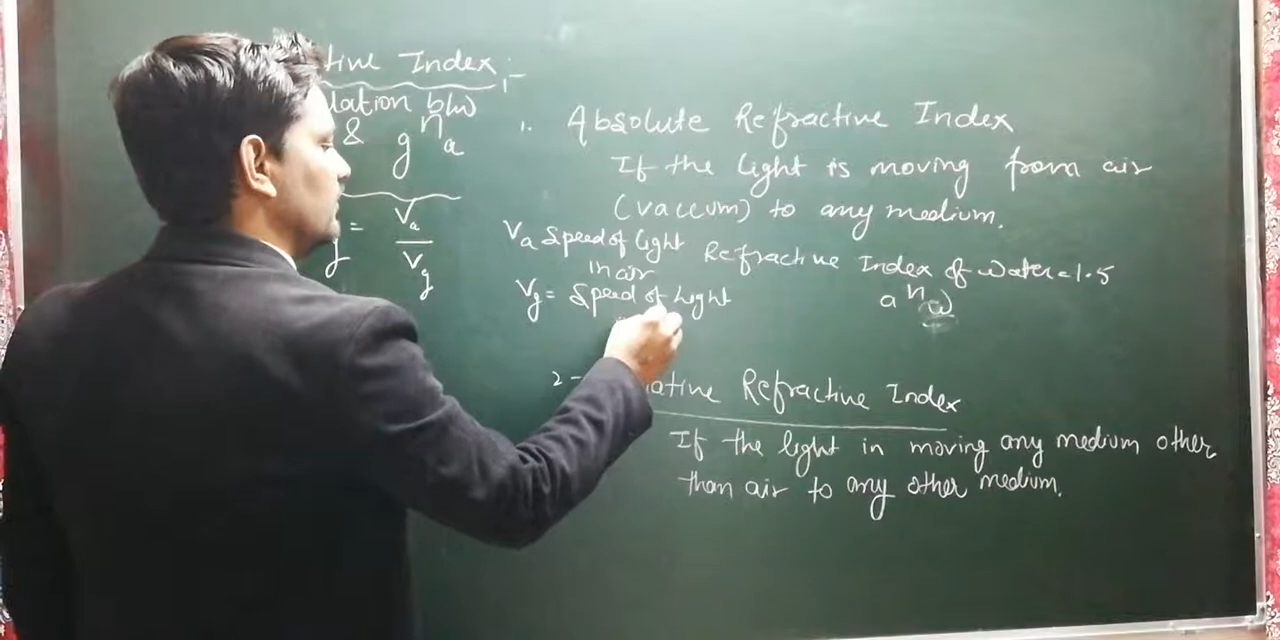 tive Index:-
lation b/w
& gna
g = Va
Vg
1. Absolute Refractive Index
If the light is moving from air
(vaccum) to any medium.
Va Speed of light
in air
Vg = Speed of light
Refractive Index of water = 1.5
anw
2- ative Refractive Index
If the light in moving any medium other
than air to any other medium.